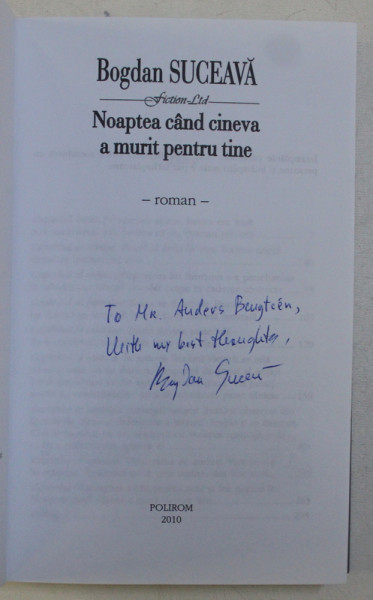 Bogdan SUCEAVĂ
Fiction Ltd
Noaptea când cineva
a murit pentru tine
– roman –
To Mr. Anders Bengtcén,
With my best thoughts,
Bogdan Suceavă
POLIROM
2010